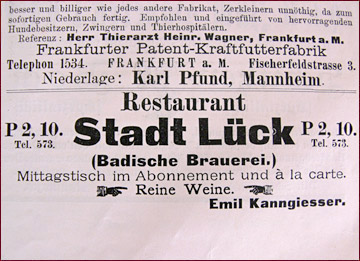 besser und billiger wie jedes andere Fabrikat, Zerkleinern unnöthig, da zum
sofortigen Gebrauch fertig. Empfohlen und eingeführt von hervorragenden
Hundebesitzern, Zwingern und Thierhospitälern.
Referenz: Herr Thierarzt Heinr. Wagner, Frankfurt a. M.
Frankfurter Patent-Kraftfutterfabrik
Telephon 1534. FRANKFURT a. M. Fischerfeldstrasse 3.
Niederlage: Karl Pfund, Mannheim.
Restaurant
P 2, 10. Stadt Lück P 2, 10.
Tel. 573. Tel. 573.
(Badische Brauerei.)
Mittagstisch im Abonnement und à la carte.
Reine Weine.
Emil Kanngiesser.